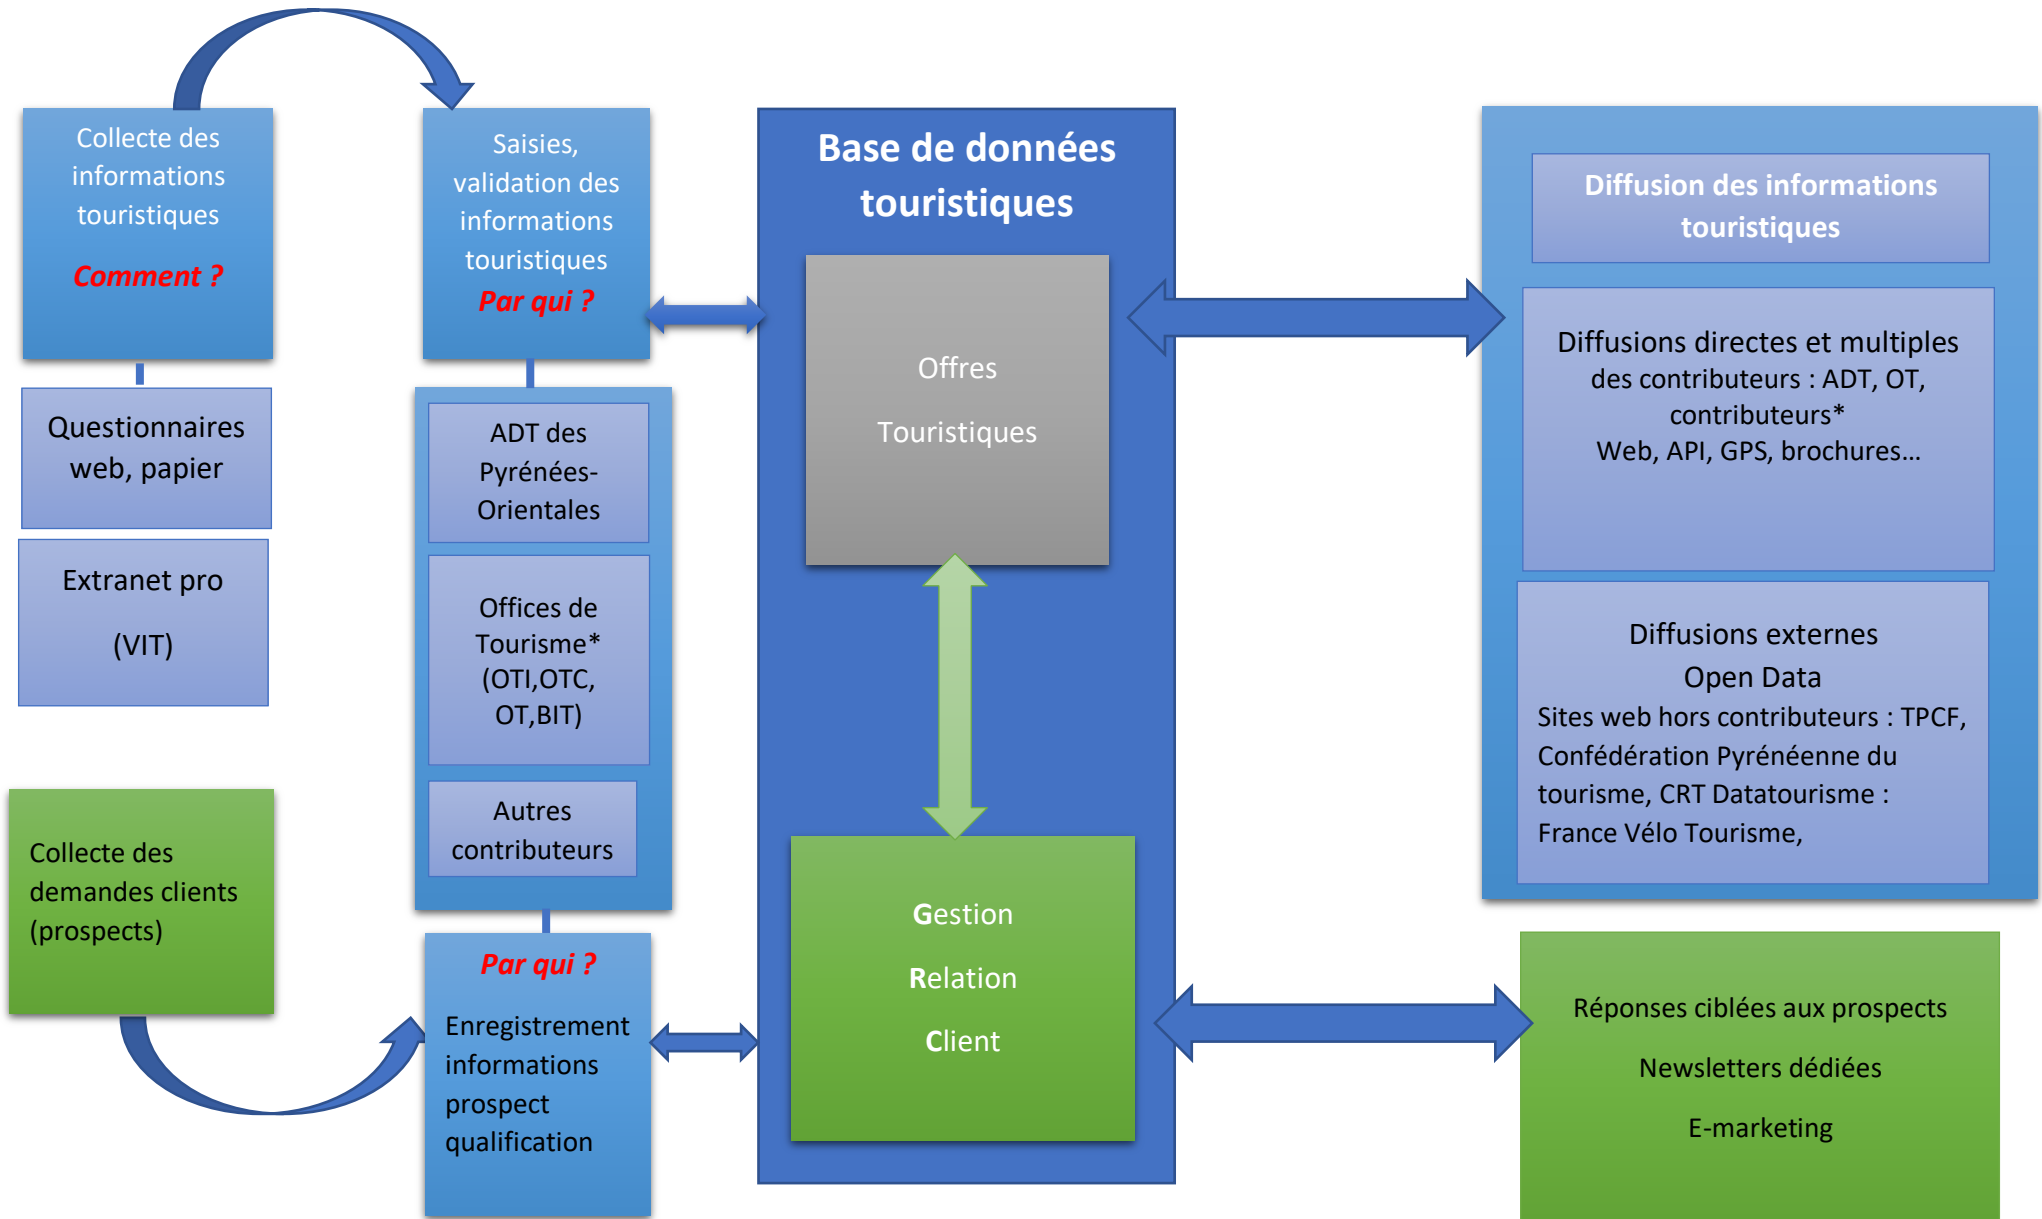 Collecte des
informations
touristiques
Comment ?
Questionnaires
web, papier
Extranet pro
(VIT)
Collecte des
demandes clients
(prospects)
Saisies,
validation des
informations
touristiques
Par qui ?
ADT des
Pyrénées-
Orientales
Offices de
Tourisme*
(OTI,OTC,
OT,BIT)
Autres
contributeurs
Par qui ?
Enregistrement
informations
prospect
qualification
Base de données
touristiques
Offres
Touristiques
Gestion
Relation
Client
Diffusion des informations
touristiques
Diffusions directes et multiples
des contributeurs : ADT, OT,
contributeurs*
Web, API, GPS, brochures…
Diffusions externes
Open Data
Sites web hors contributeurs : TPCF,
Confédération Pyrénéenne du
tourisme, CRT Datatourisme :
France Vélo Tourisme,
Réponses ciblées aux prospects
Newsletters dédiées
E-marketing